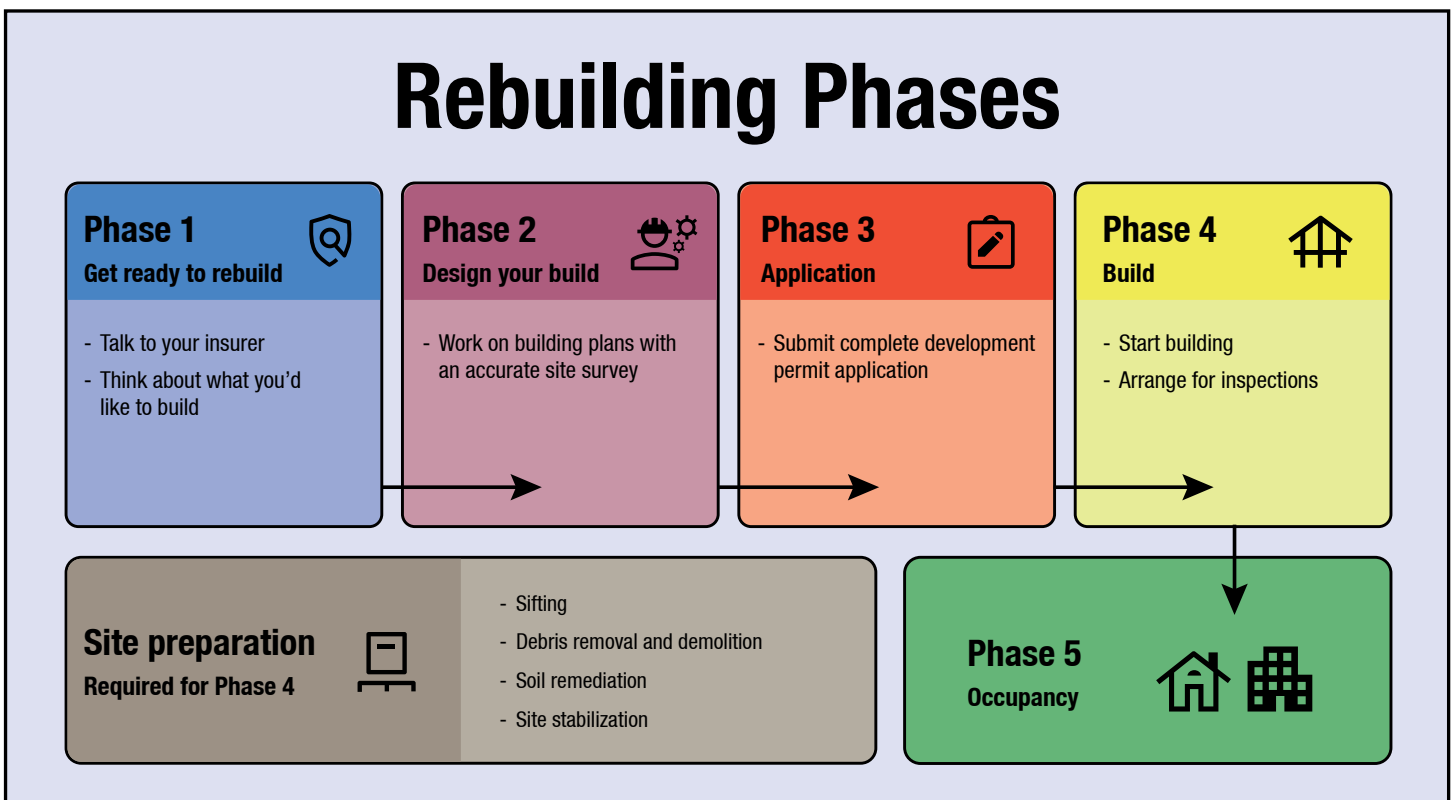 Rebuilding Phases
Phase 1
Get ready to rebuild
- Talk to your insurer
- Think about what you'd
like to build
Phase 2
Design your build
- Work on building plans with
an accurate site survey
Phase 3
Application
- Submit complete development
permit application
Phase 4
Build
- Start building
- Arrange for inspections
Site preparation
Required for Phase 4
- Sifting
- Debris removal and demolition
- Soil remediation
- Site stabilization
Phase 5
Occupancy